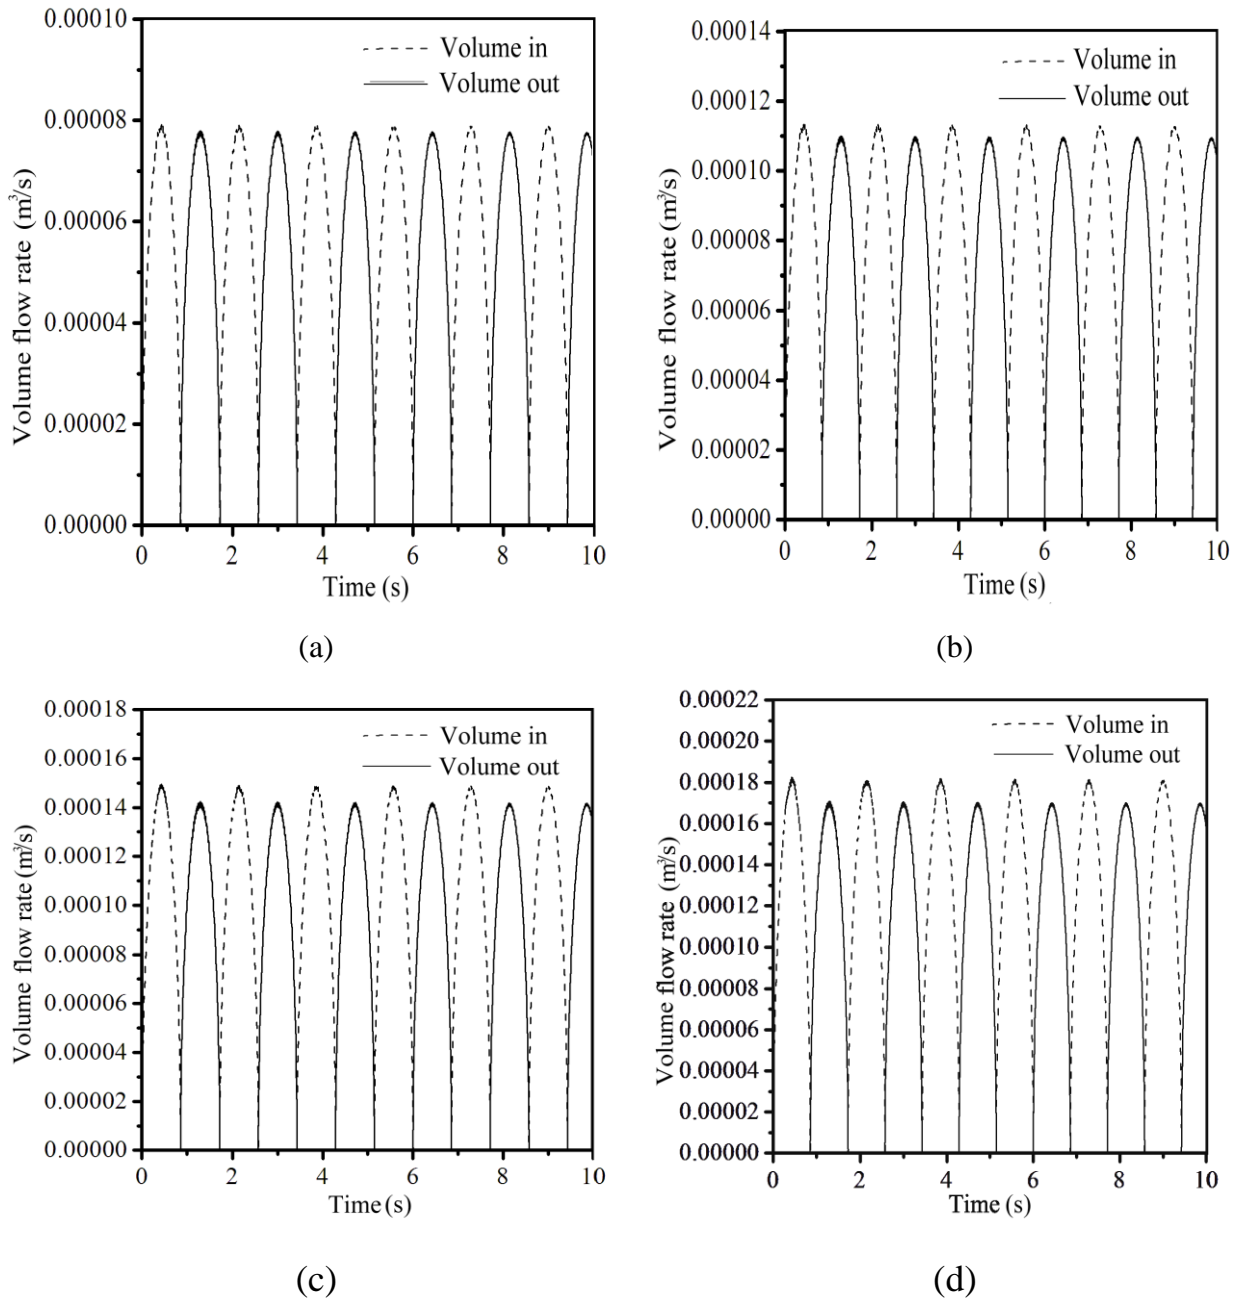 0.00010
0.00008
0.00006
0.00004
0.00002
0.00000
Volume flow rate (m³/s)
Volume in
Volume out
0 2 4 6 8 10
Time (s)
(a)
0.00014
0.00012
0.00010
0.00008
0.00006
0.00004
0.00002
0.00000
Volume flow rate (m³/s)
Volume in
Volume out
0 2 4 6 8 10
Time (s)
(b)
0.00018
0.00016
0.00014
0.00012
0.00010
0.00008
0.00006
0.00004
0.00002
0.00000
Volume flow rate (m³/s)
Volume in
Volume out
0 2 4 6 8 10
Time (s)
(c)
0.00022
0.00020
0.00018
0.00016
0.00014
0.00012
0.00010
0.00008
0.00006
0.00004
0.00002
0.00000
Volume flow rate (m³/s)
Volume in
Volume out
0 2 4 6 8 10
Time (s)
(d)